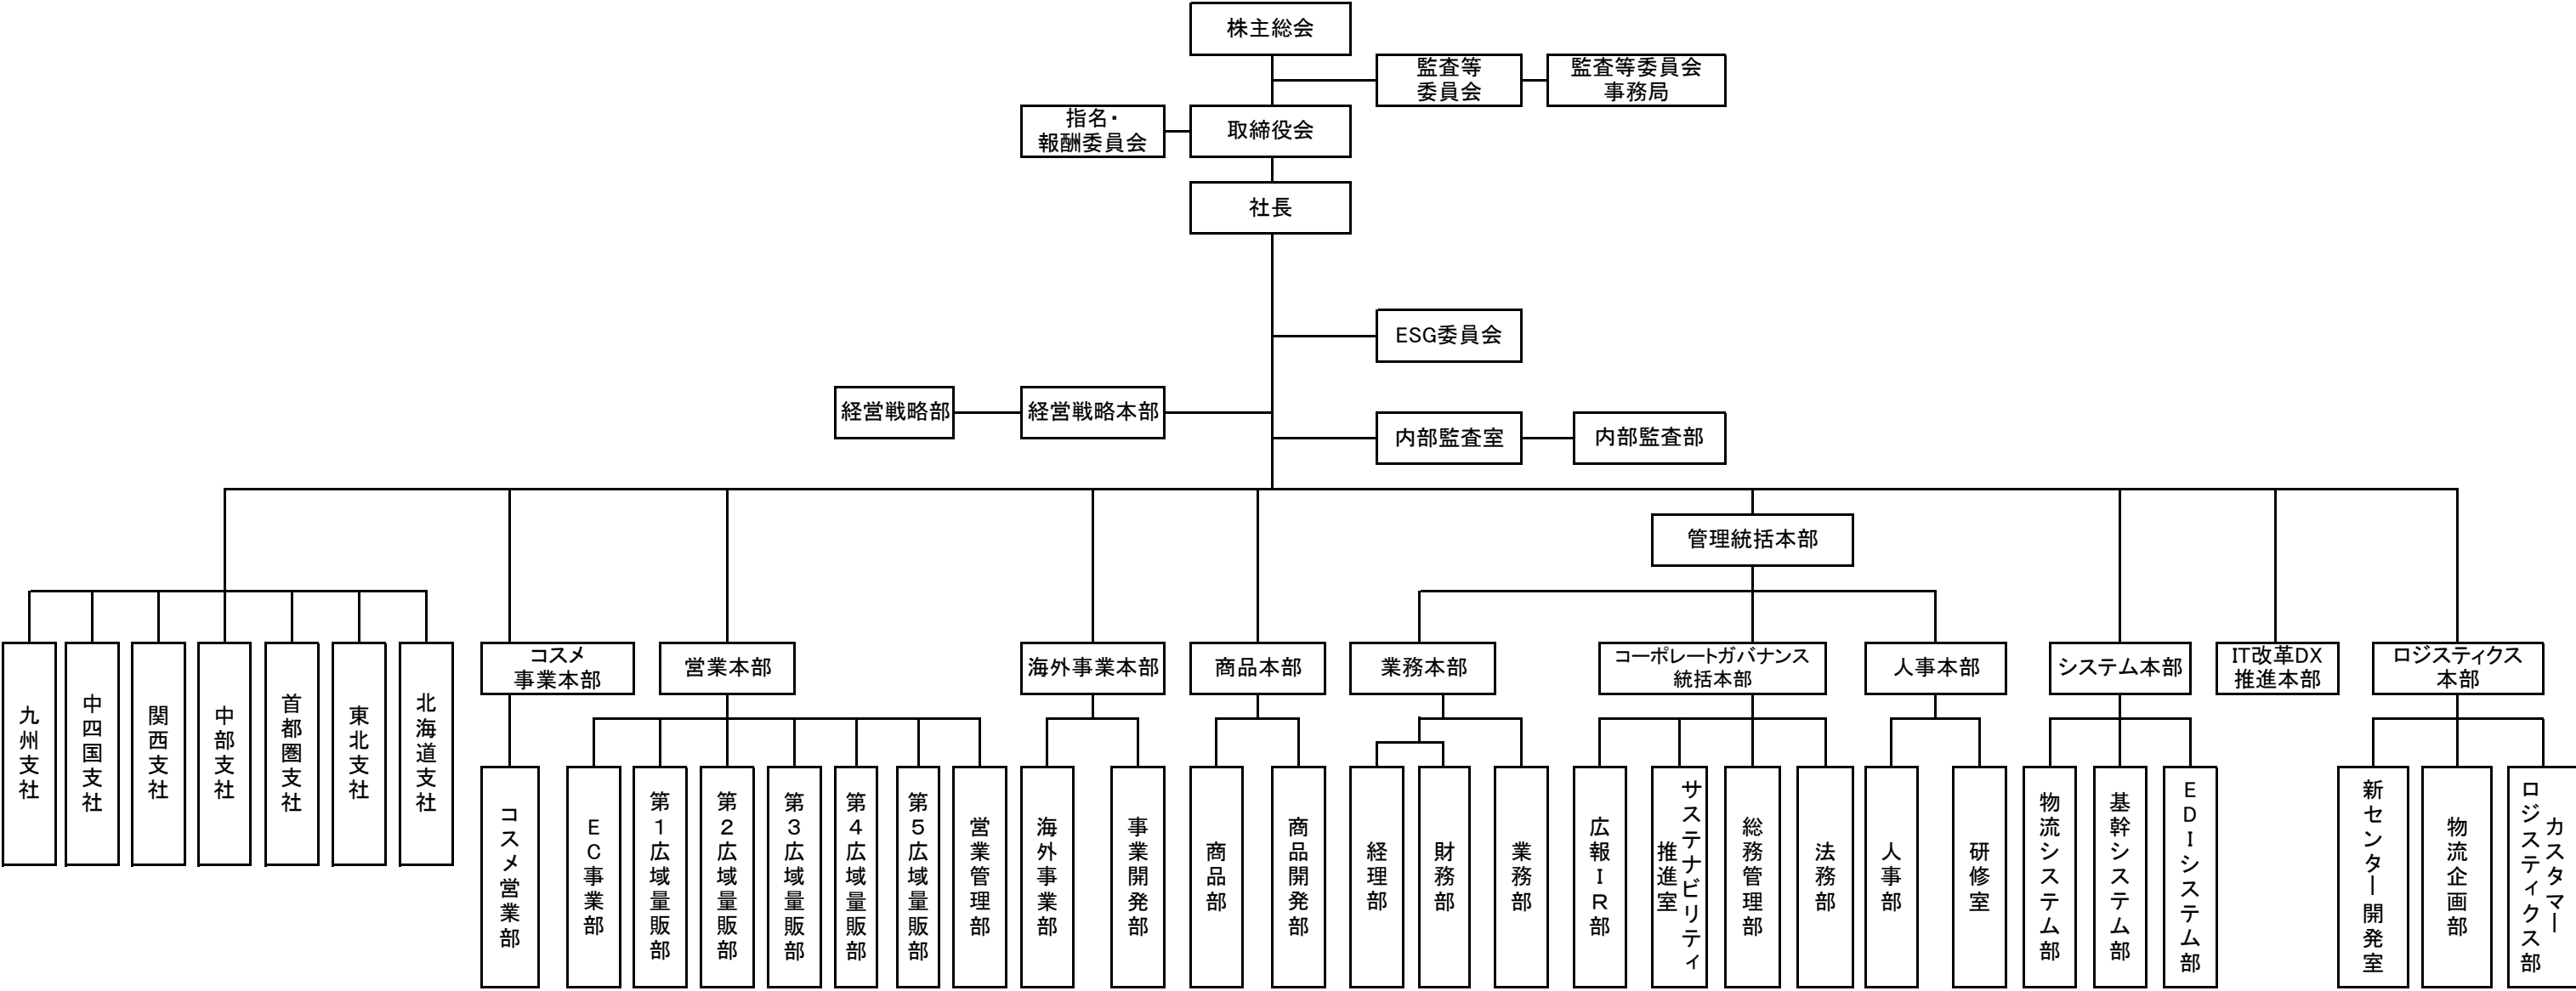 株主総会
監査等
委員会
監査等委員会
事務局
指名・
報酬委員会
取締役会
社長
ESG委員会
経営戦略部
経営戦略本部
内部監査室
内部監査部
管理統括本部
九州支社
中四国支社
関西支社
中部支社
首都圏支社
東北支社
北海道支社
コスメ
事業本部
営業本部
海外事業本部
商品本部
業務本部
コーポレートガバナンス
統括本部
人事本部
システム本部
IT改革DX
推進本部
ロジスティクス
本部
コスメ営業部
EC事業部
第1広域量販部
第2広域量販部
第3広域量販部
第4広域量販部
第5広域量販部
営業管理部
海外事業部
事業開発部
商品部
商品開発部
経理部
財務部
業務部
広報IR部
サステナビリティ
推進室
総務管理部
法務部
人事部
研修室
物流システム部
基幹システム部
EDIシステム部
新センター開発室
物流企画部
カスタマー
ロジスティクス部